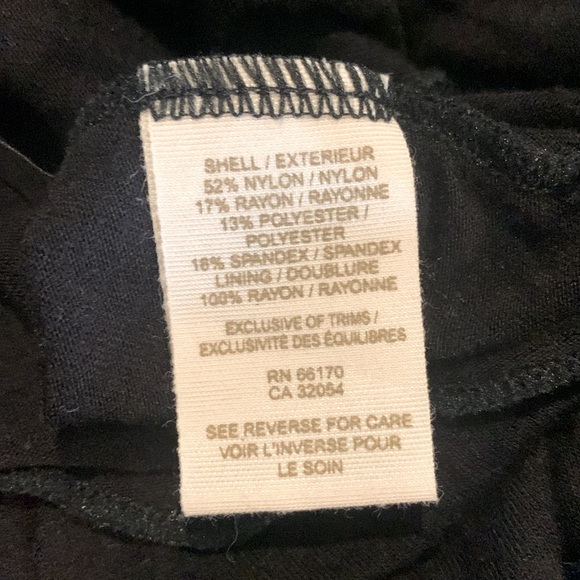 SHELL / EXTERIEUR
52% NYLON / NYLON
17% RAYON / RAYONNE
13% POLYESTER /
POLYESTER
18% SPANDEX / SPANDEX
LINING / DOUBLURE
100% RAYON / RAYONNE
EXCLUSIVE OF TRIMS /
EXCLUSIVITÉ DES ÉQUILIBRES
RN 66170
CA 32054
SEE REVERSE FOR CARE
VOIR L'INVERSE POUR
LE SOIN